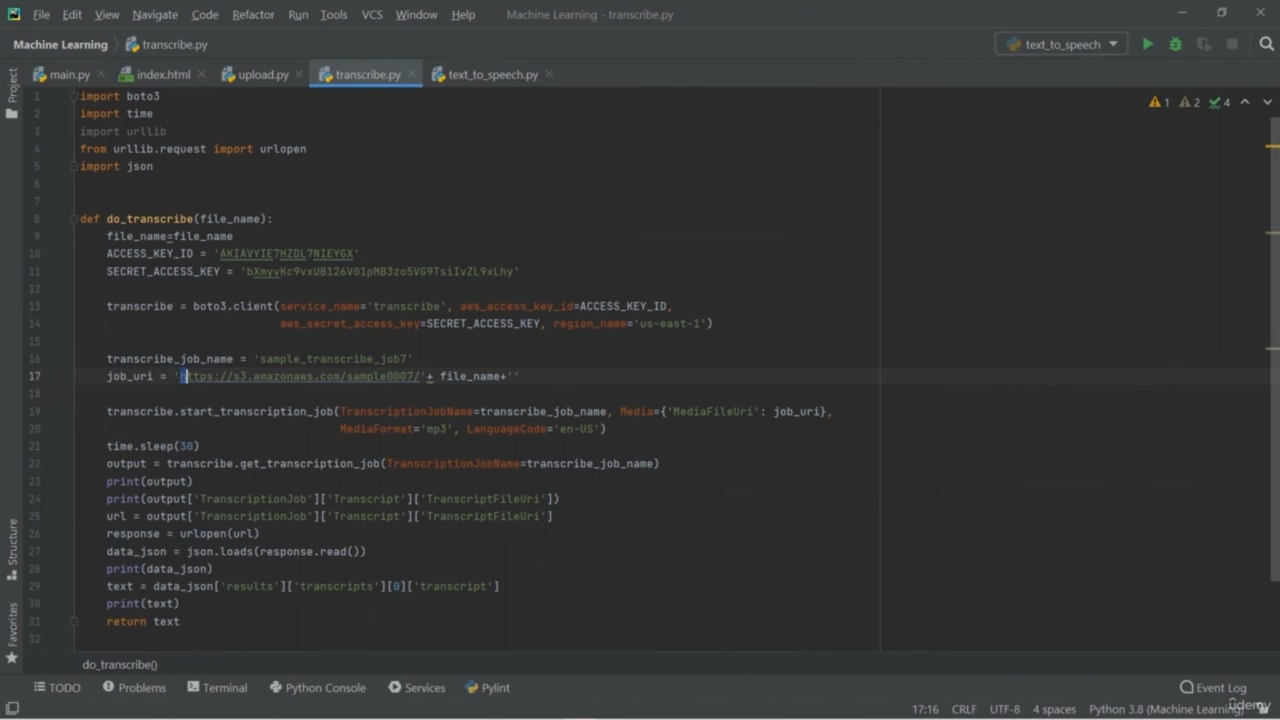 File Edit View Navigate Code Refactor Run Tools VCS Window Help Machine Learning - transcribe.py
Machine Learning transcribe.py text_to_speech
main.py index.html upload.py transcribe.py text_to_speech.py
Project
1 import boto3
1 2 4
2 import time
3 import urllib
4 from urllib.request import urlopen
5 import json
6
7
8 def do_transcribe(file_name):
9 file_name=file_name
10 ACCESS_KEY_ID = 'AKIAVYIE7HZDL7NIEYGX'
11 SECRET_ACCESS_KEY = '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'
12
13 transcribe = boto3.client(service_name='transcribe', aws_access_key_id=ACCESS_KEY_ID,
14 aws_secret_access_key=SECRET_ACCESS_KEY, region_name='us-east-1')
15
16 transcribe_job_name = 'sample_transcribe_job7'
17 job_uri = 'https://s3.amazonaws.com/sample0007/'+ file_name+''
18
19 transcribe.start_transcription_job(TranscriptionJobName=transcribe_job_name, Media={'MediaFileUri': job_uri},
20 MediaFormat='mp3', LanguageCode='en-US')
21 time.sleep(30)
22 output = transcribe.get_transcription_job(TranscriptionJobName=transcribe_job_name)
23 print(output)
24 print(output['TranscriptionJob']['Transcript']['TranscriptFileUri'])
25 url = output['TranscriptionJob']['Transcript']['TranscriptFileUri']
26 response = urlopen(url)
27 data_json = json.loads(response.read())
28 print(data_json)
29 text = data_json['results']['transcripts'][0]['transcript']
30 print(text)
31 return text
32
Structure
Favorites
do_transcribe()
TODO Problems Terminal Python Console Services Pylint Event Log
17:16 CRLF UTF-8 4 spaces Python 3.8 (Machine Learning)
udemy